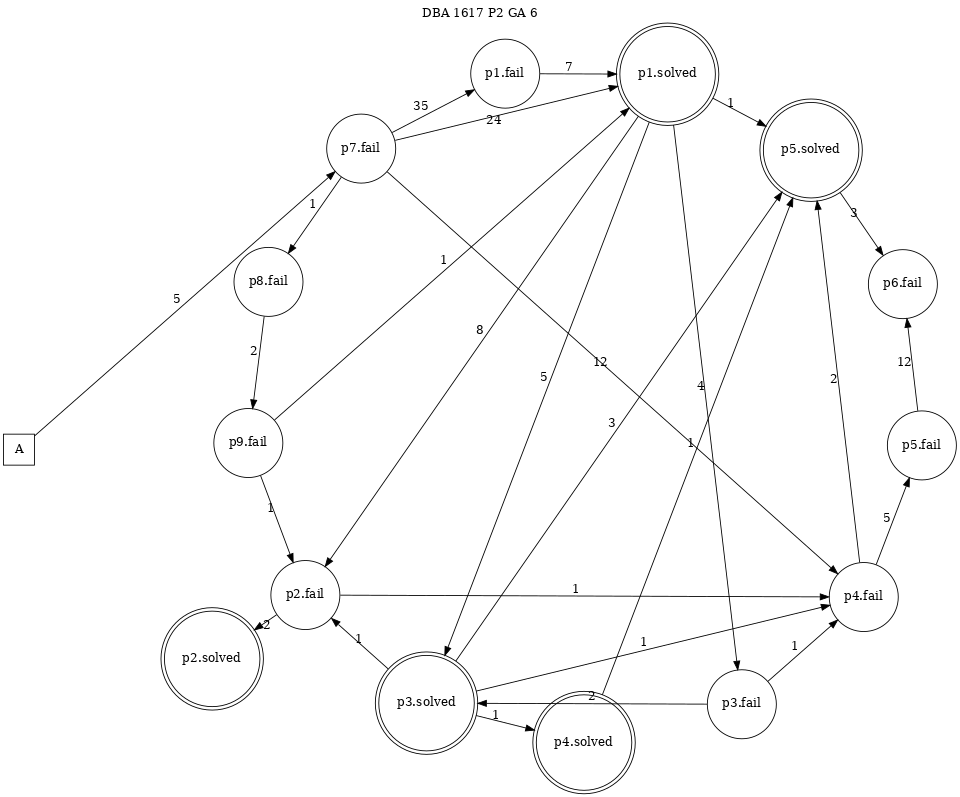 DBA 1617 P2 GA 6
p1.fail
7
p1.solved
35
24
1
p7.fail
p5.solved
1
3
p8.fail
p6.fail
5
1
2
8
5
12
4
2
12
3
1
A
p9.fail
p5.fail
1
5
p2.fail
1
p4.fail
2
1
1
1
p2.solved
p3.solved
2
p3.fail
1
p4.solved